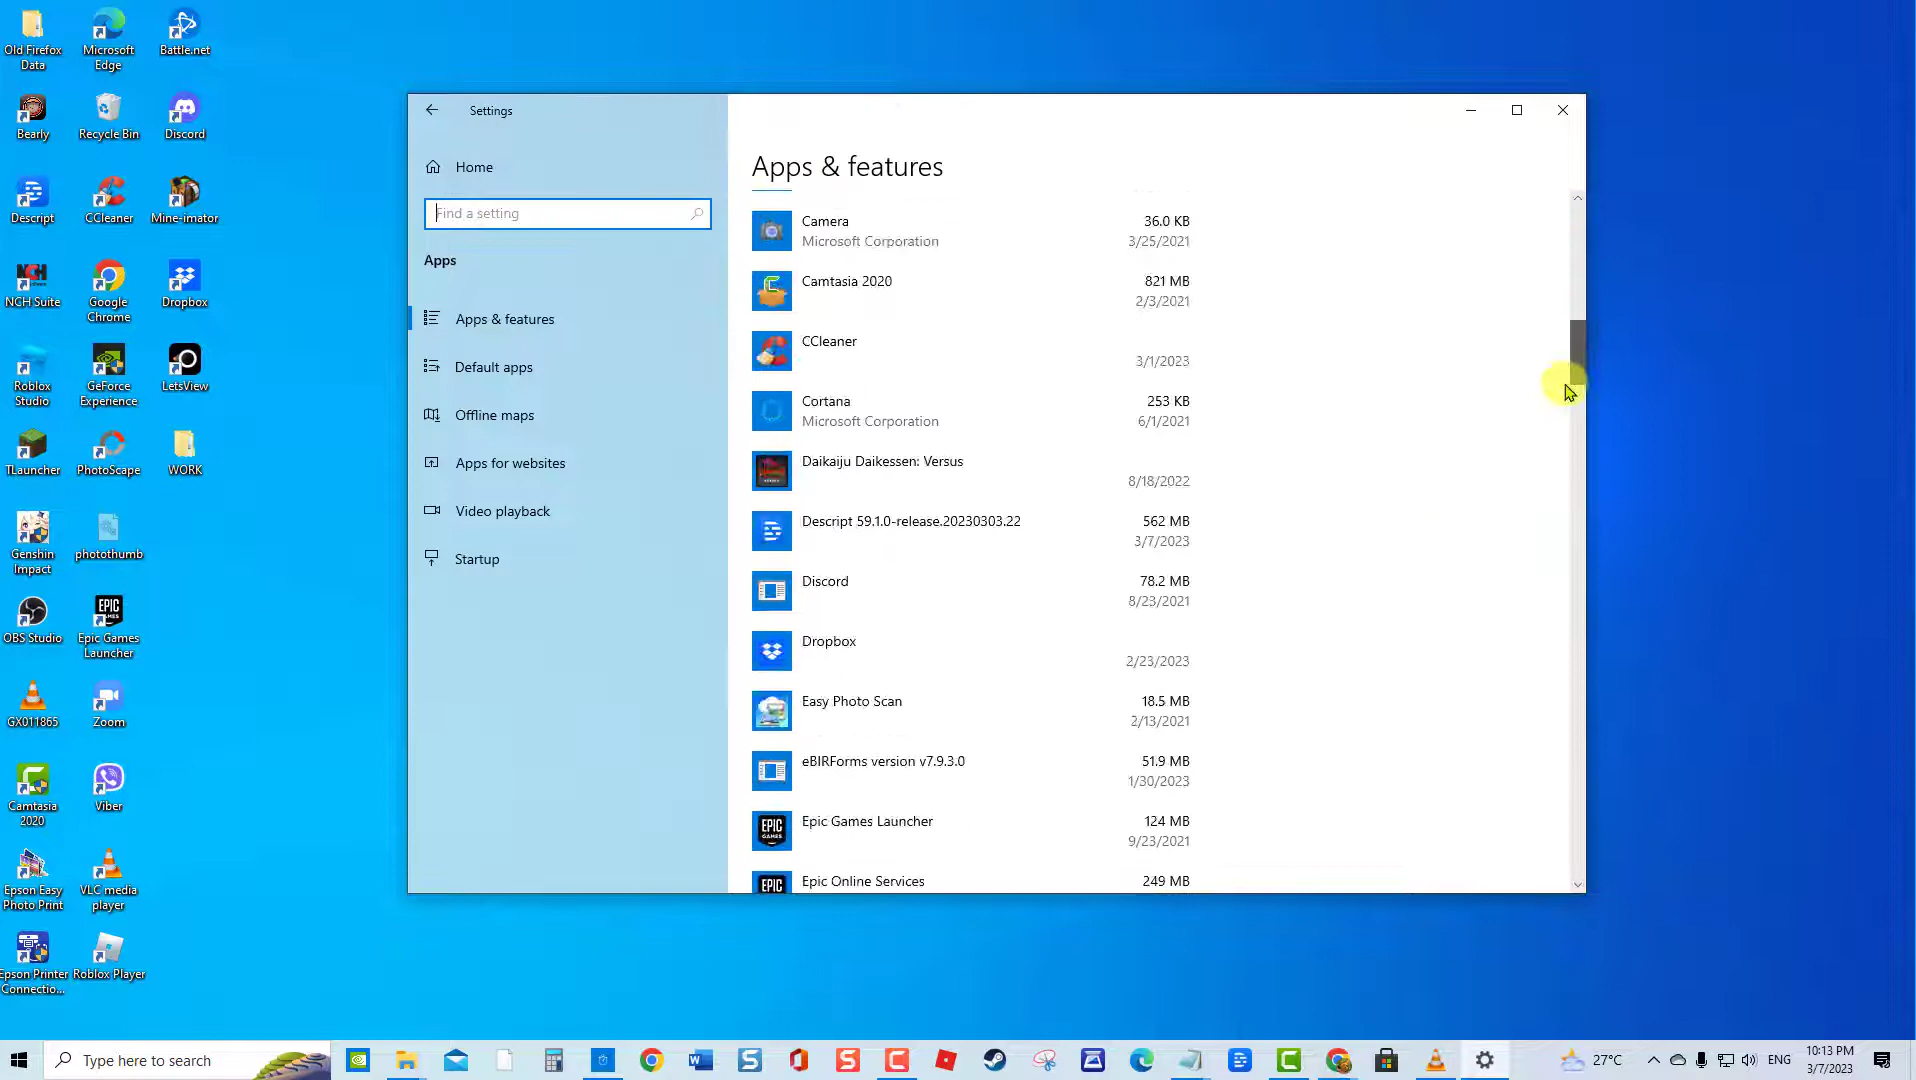 Old Firefox
Data
Microsoft
Edge
Battle.net
Bearly
Recycle Bin
Discord
Descript
CCleaner
Mine-imator
NCH Suite
Google
Chrome
Dropbox
Roblox
Studio
GeForce
Experience
LetsView
TLauncher
PhotoScape
WORK
Genshin
Impact
photothumb
OBS Studio
Epic Games
Launcher
GX011865
Zoom
Camtasia
2020
Viber
Epson Easy
Photo Print
VLC media
player
Epson Printer
Connectio...
Roblox Player
Settings
Home
Find a setting
Apps
Apps & features
Default apps
Offline maps
Apps for websites
Video playback
Startup
Apps & features
Camera 36.0 KB
Microsoft Corporation 3/25/2021
Camtasia 2020 821 MB
2/3/2021
CCleaner
3/1/2023
Cortana 253 KB
Microsoft Corporation 6/1/2021
Daikaiju Daikessen: Versus
8/18/2022
Descript 59.1.0-release.20230303.22 562 MB
3/7/2023
Discord 78.2 MB
8/23/2021
Dropbox
2/23/2023
Easy Photo Scan 18.5 MB
2/13/2021
eBIRForms version v7.9.3.0 51.9 MB
1/30/2023
Epic Games Launcher 124 MB
9/23/2021
Epic Online Services 249 MB
Type here to search
27°C
ENG
10:13 PM
3/7/2023